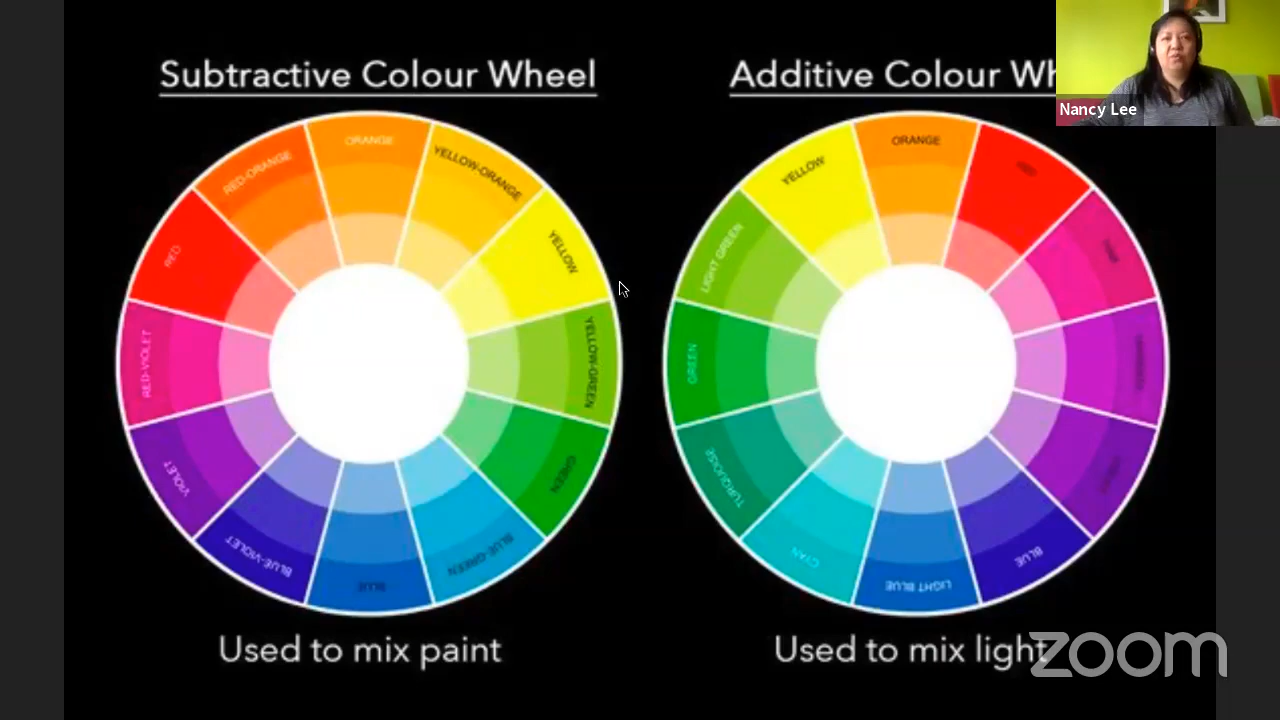 Subtractive Colour Wheel
Additive Colour Wh
Nancy Lee
ORANGE
YELLOW-ORANGE
YELLOW
YELLOW-GREEN
GREEN
BLUE-GREEN
BLUE
BLUE-VIOLET
VIOLET
RED-VIOLET
RED
RED-ORANGE
ORANGE
RED
PINK
VIOLET
BLUE
LIGHT BLUE
CYAN
TURQUOISE
GREEN
LIGHT GREEN
YELLOW
Used to mix paint
Used to mix light
zoom